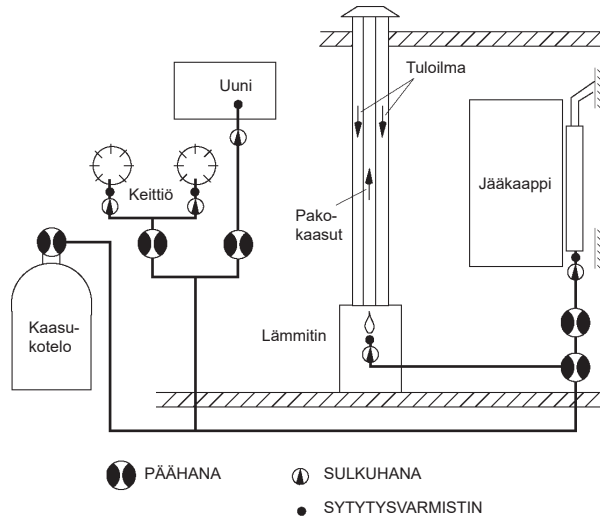 Uuni
Keittiö
Tuloilma
Jääkaappi
Pako-
kaasut
Kaasu-
kotelo
Lämmitin
PÄÄHANA
SULKUHANA
SYTYTYSVARMISTIN